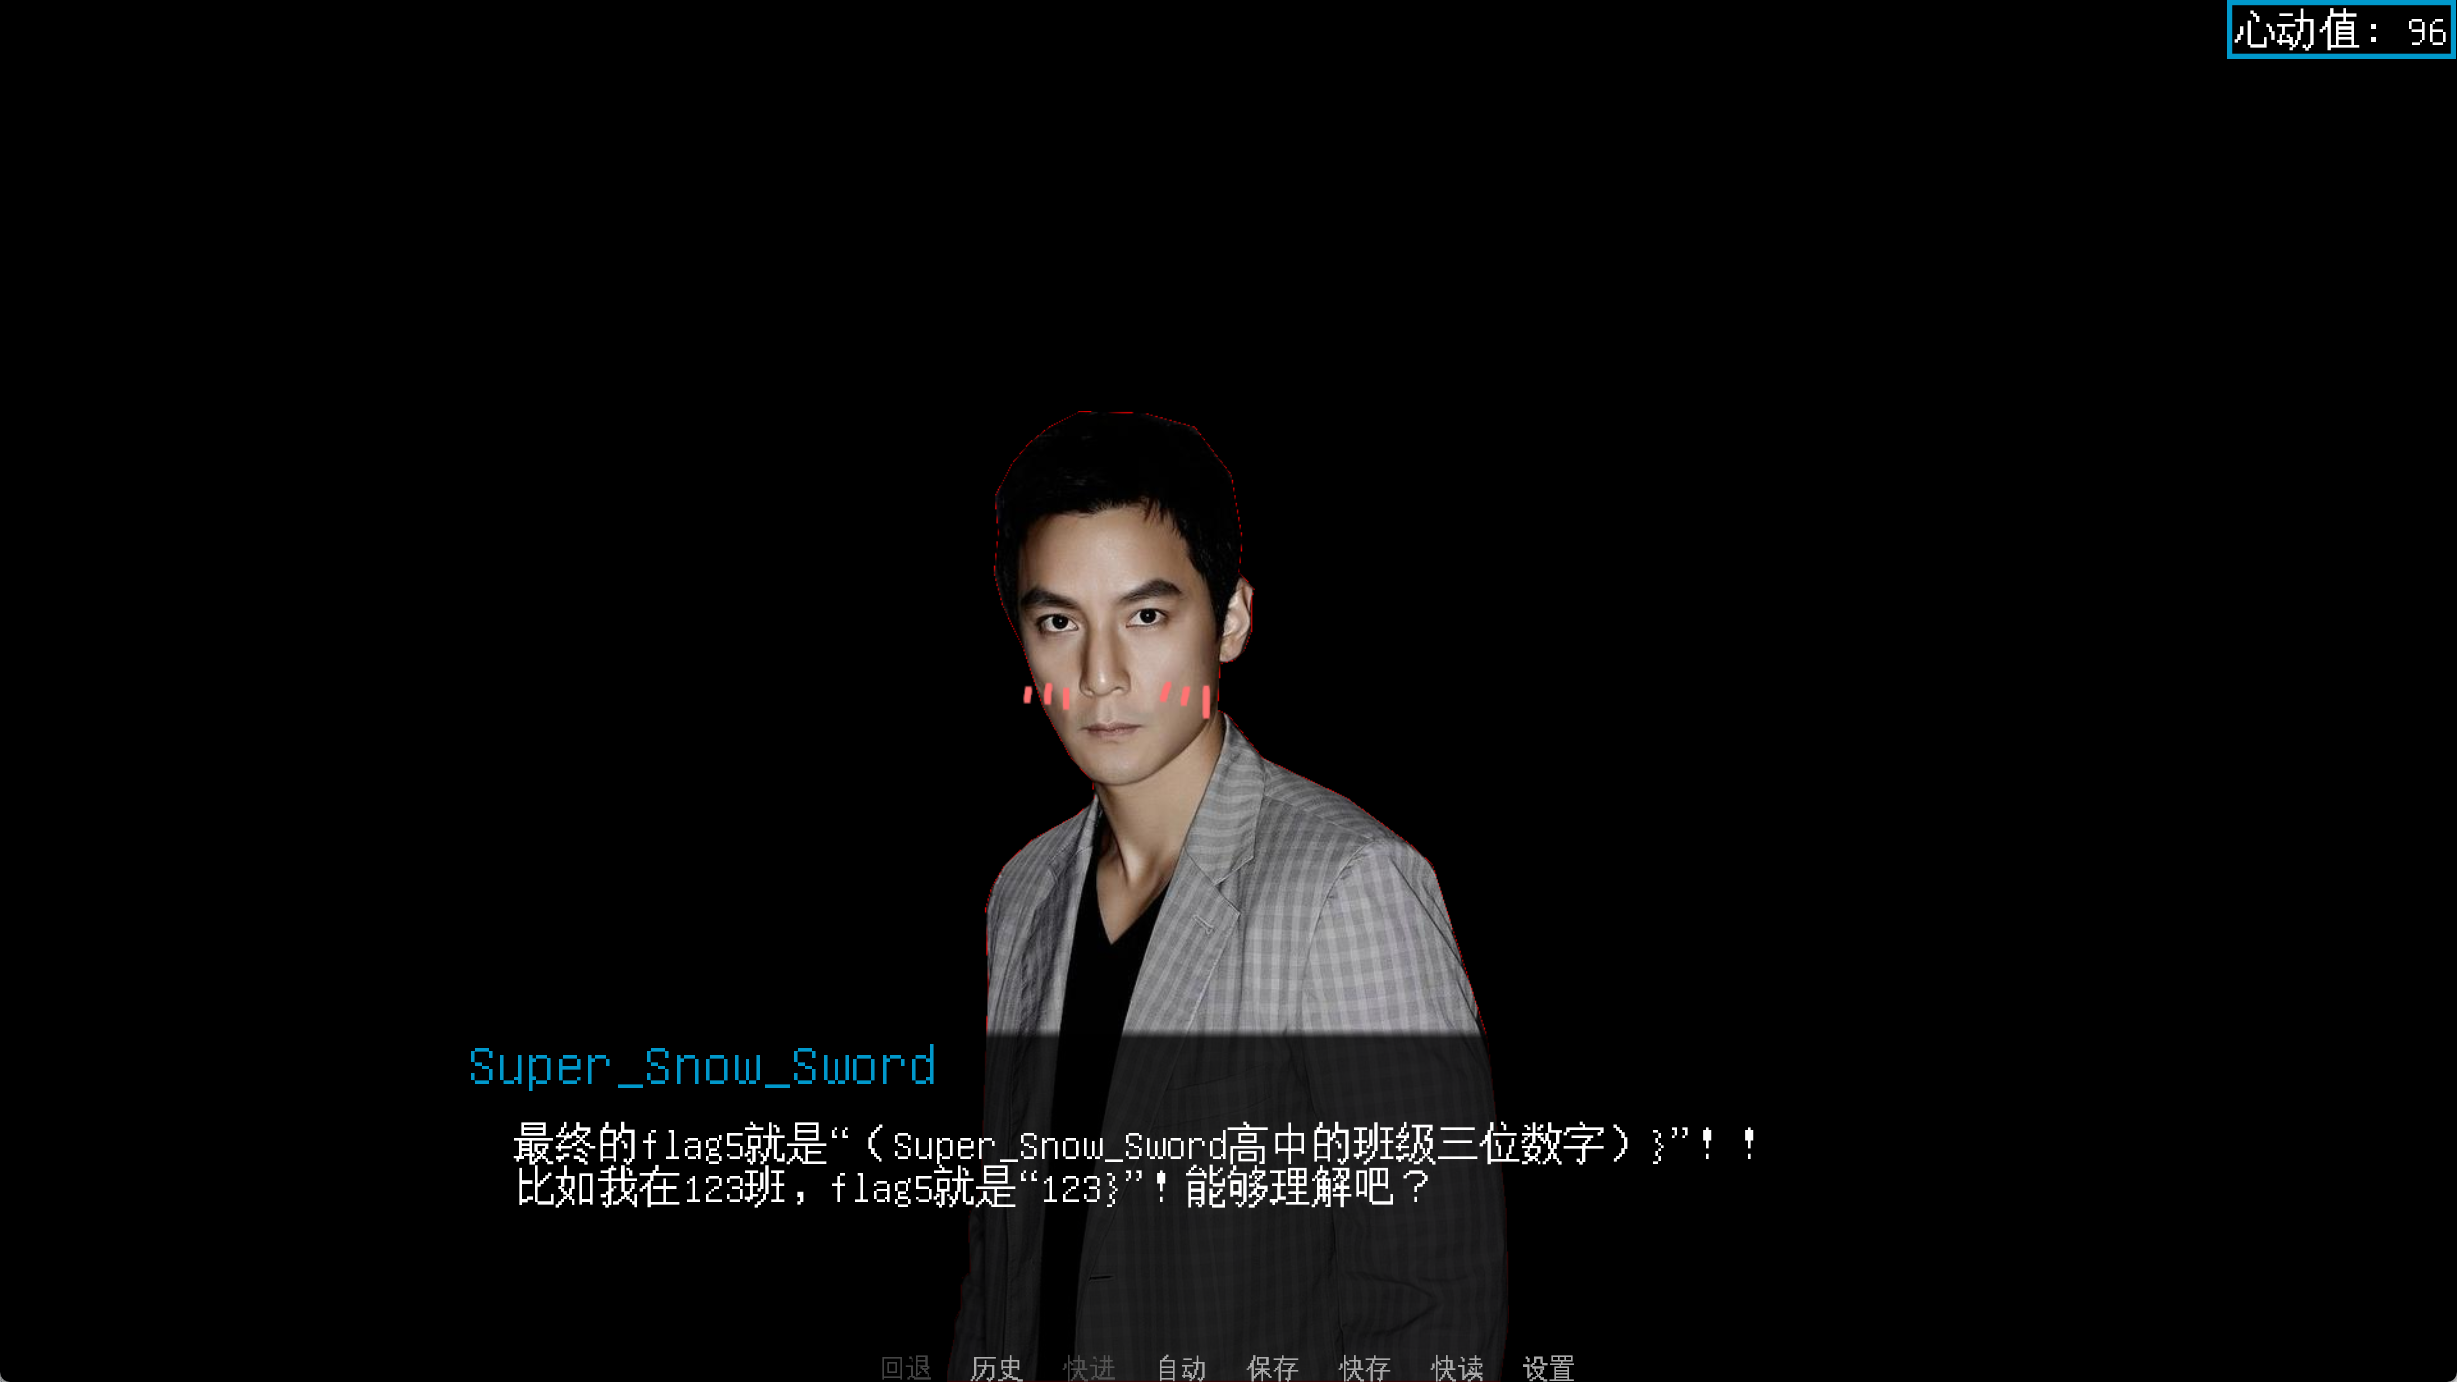 心动值: 96
Super_Snow_Sword
最终的flag5就是“（Super_Snow_Sword高中的班级三位数字）}”！！
比如我在123班，flag5就是“123}”！能够理解吧？
回退 历史 快进 自动 保存 快存 快读 设置